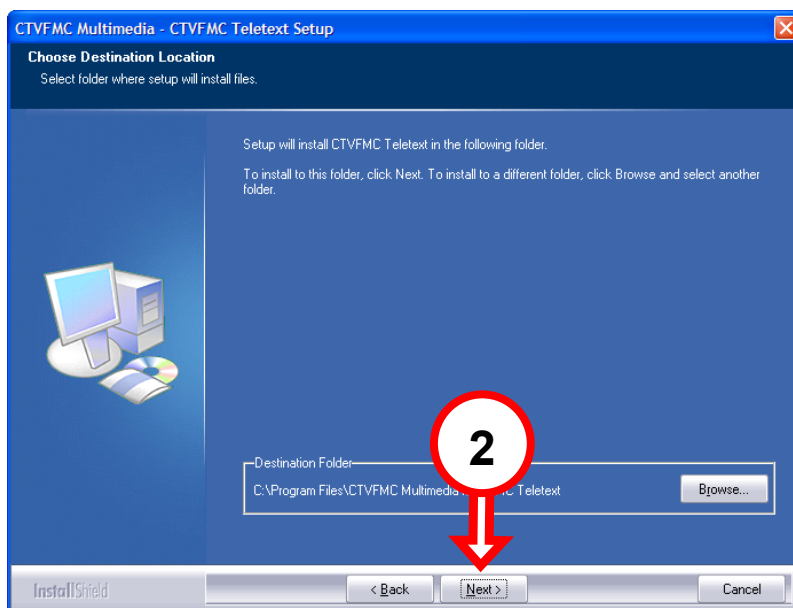 CTVFMC Multimedia - CTVFMC Teletext Setup
Choose Destination Location
Select folder where setup will install files.
Setup will install CTVFMC Teletext in the following folder.
To install to this folder, click Next. To install to a different folder, click Browse and select another
folder.
2
Destination Folder
C:\Program Files\CTVFMC Multimedia Teletext
Browse...
InstallShield
< Back
Next >
Cancel